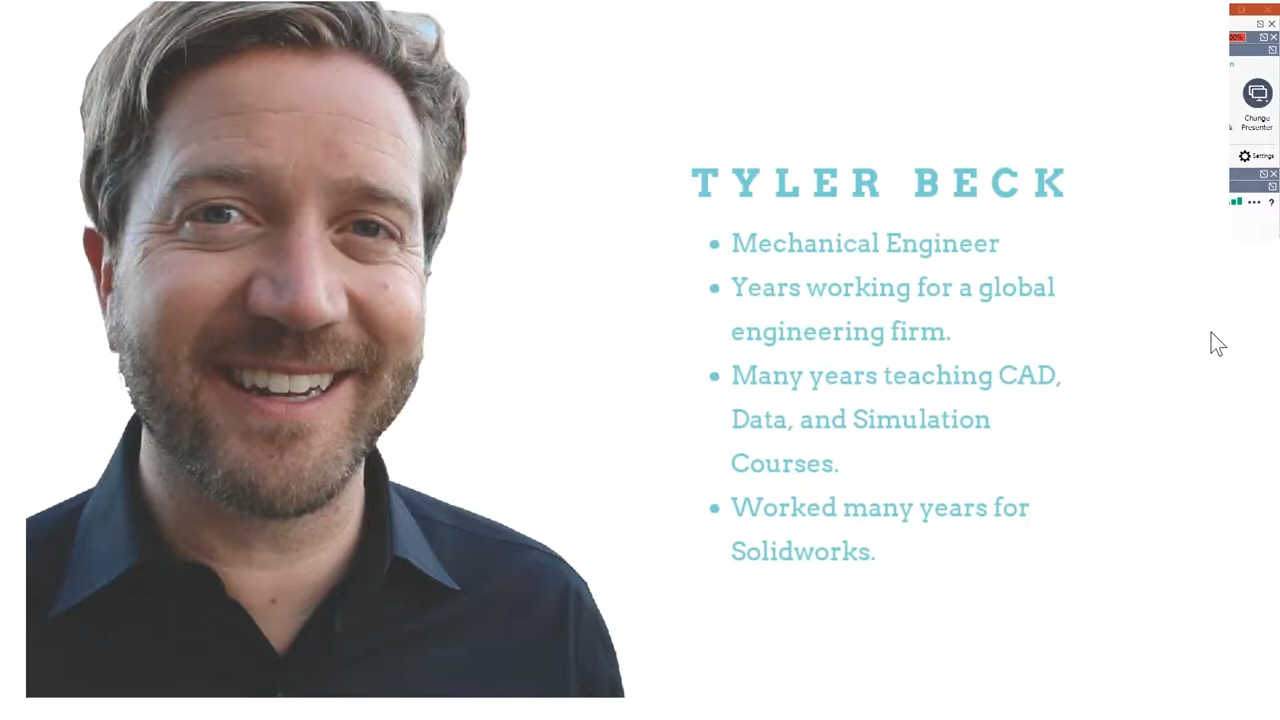 TYLER BECK
Mechanical Engineer
Years working for a global
engineering firm.
Many years teaching CAD,
Data, and Simulation
Courses.
Worked many years for
Solidworks.
Change
Presenter
Settings
?